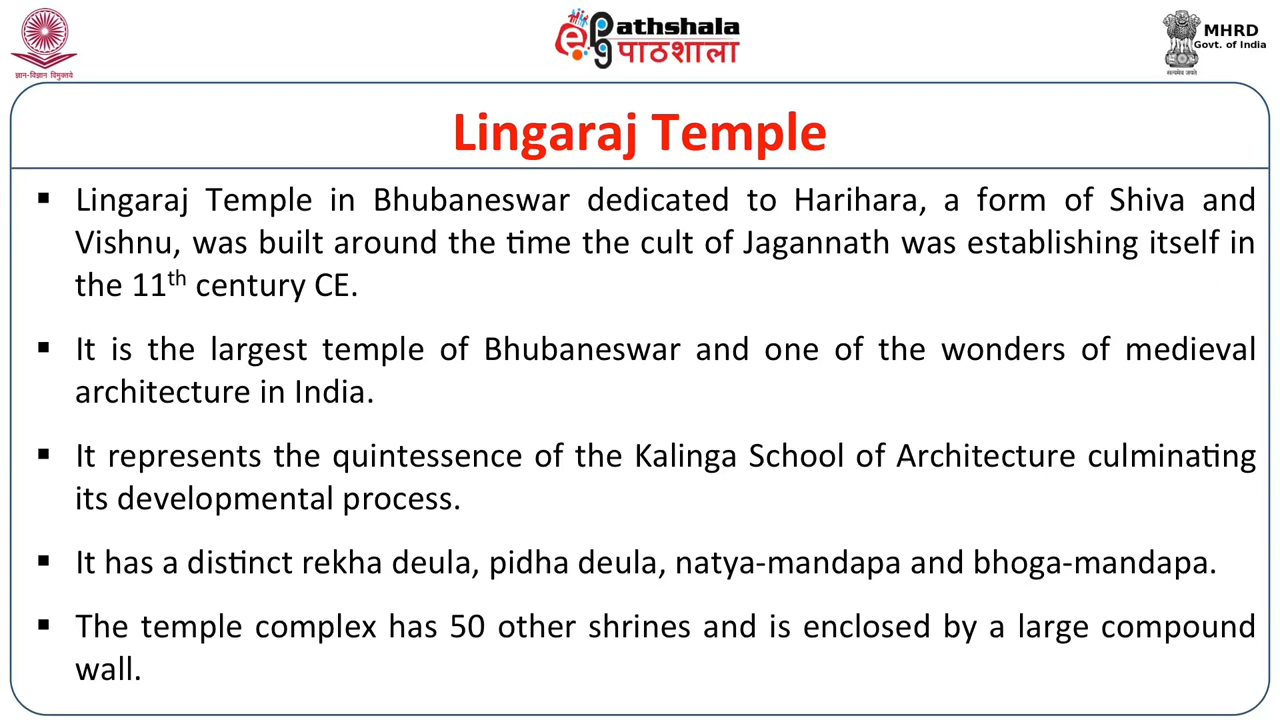 ज्ञान-विज्ञान विमुक्तये
ePathshala
पाठशाला
MHRD
Govt. of India
सत्यमेव जयते
Lingaraj Temple
▪ Lingaraj Temple in Bhubaneswar dedicated to Harihara, a form of Shiva and
Vishnu, was built around the time the cult of Jagannath was establishing itself in
the 11th century CE.
▪ It is the largest temple of Bhubaneswar and one of the wonders of medieval
architecture in India.
▪ It represents the quintessence of the Kalinga School of Architecture culminating
its developmental process.
▪ It has a distinct rekha deula, pidha deula, natya-mandapa and bhoga-mandapa.
▪ The temple complex has 50 other shrines and is enclosed by a large compound
wall.